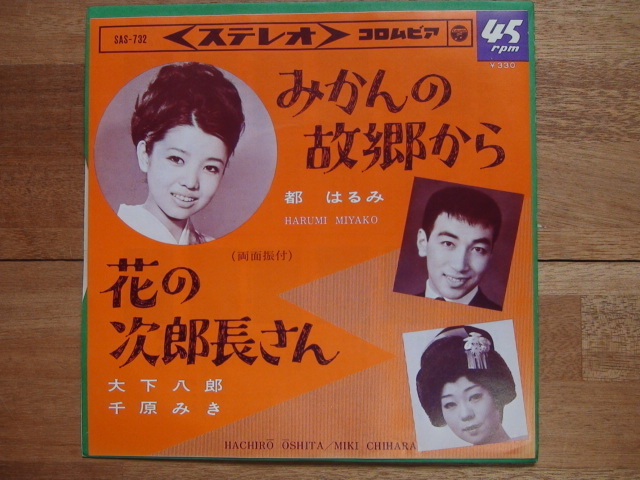 SAS-732
<ステレオ>
コロムビア
45
rpm
¥330
みかんの
故郷から
都 はるみ
HARUMI MIYAKO
(両面振付)
花の
次郎長さん
大下八郎
千原みき
HACHIRŌ ŌSHITA/MIKI CHIHARA